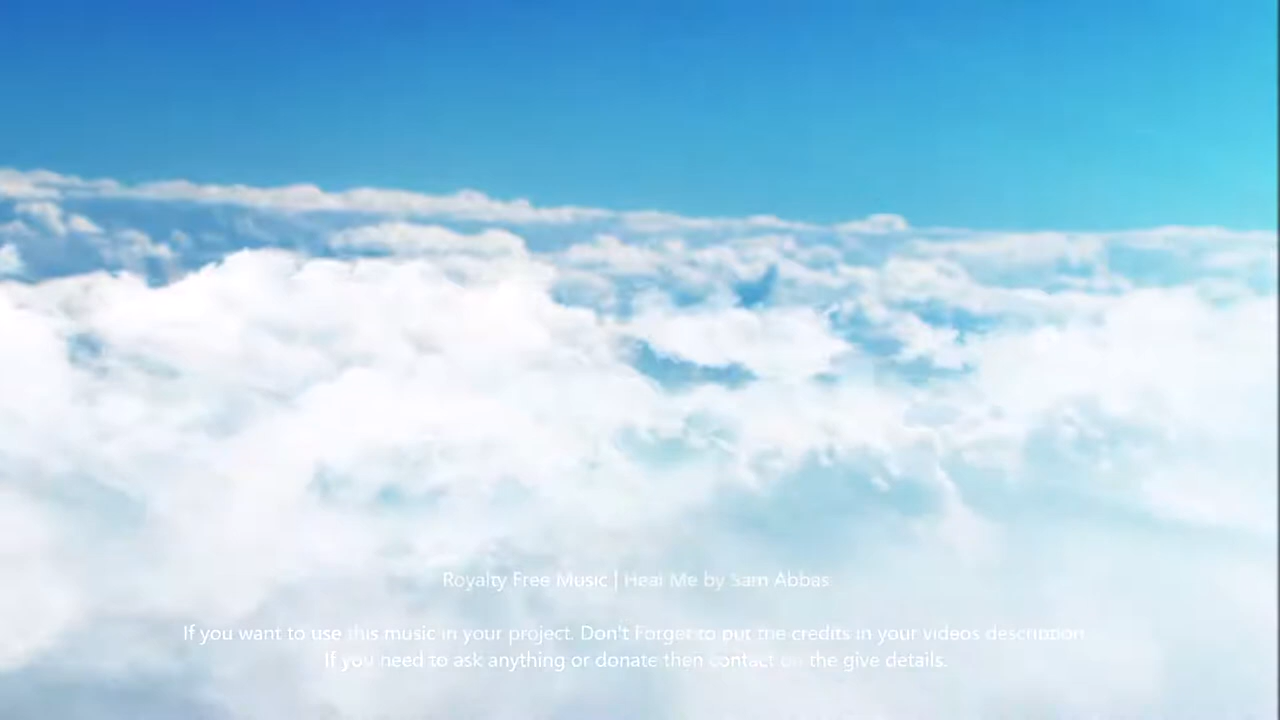 Royalty Free Music | Heal Me by Sam Abbas
If you want to use this music in your project. Don't Forget to put the credits in your videos description
If you need to ask anything or donate then contact on the give details.